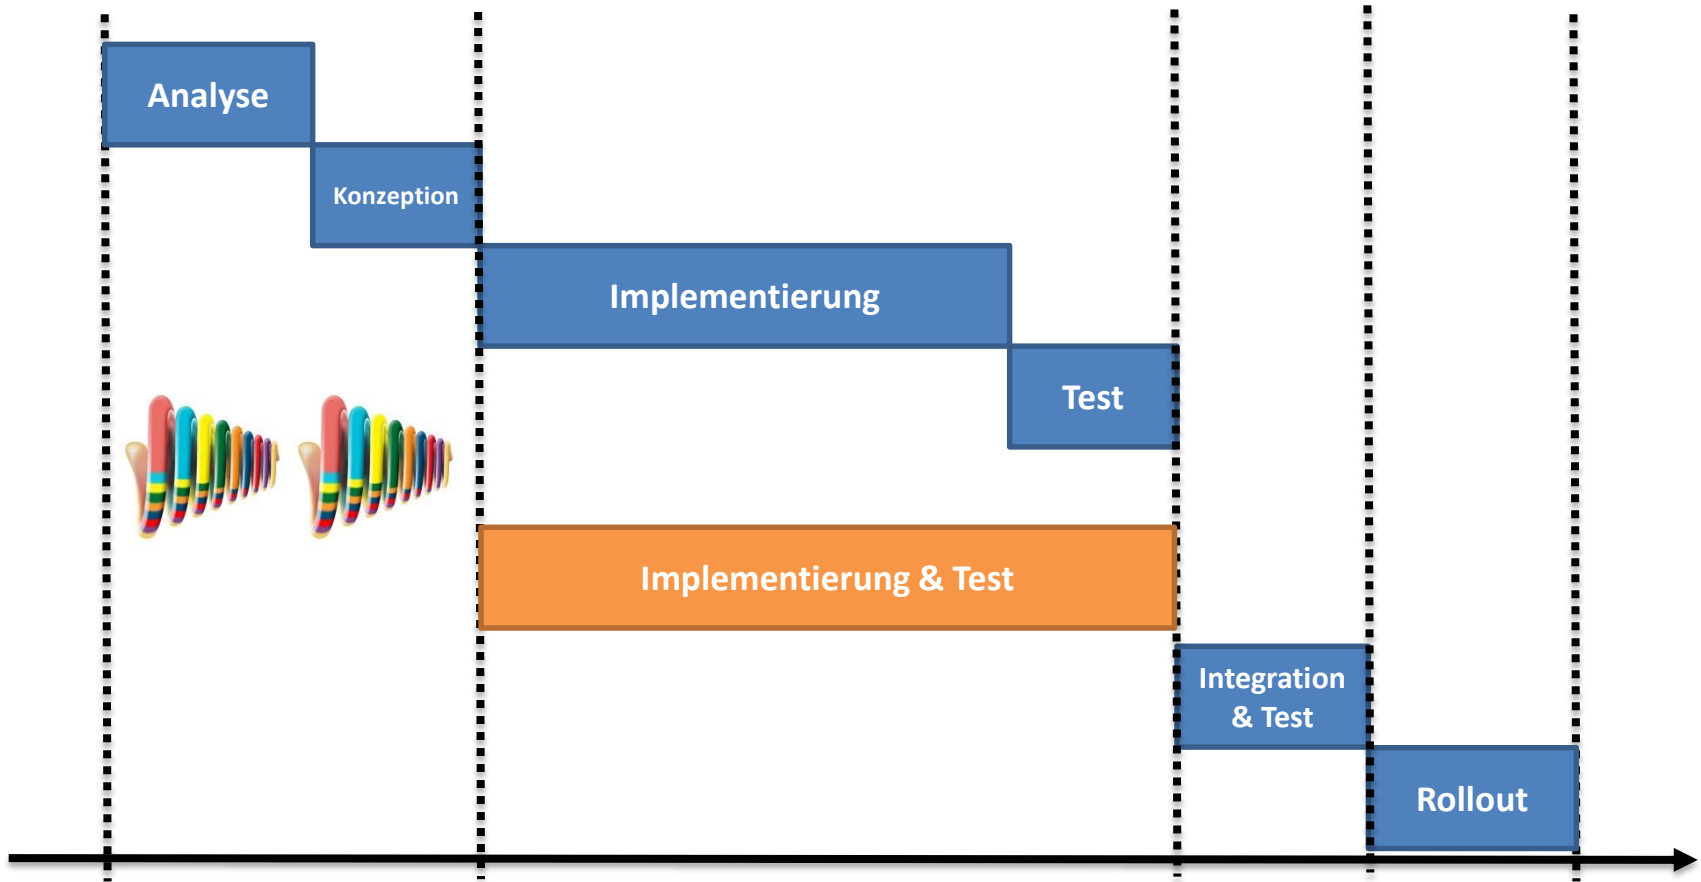 Analyse
Konzeption
Implementierung
Test
Implementierung & Test
Integration
& Test
Rollout